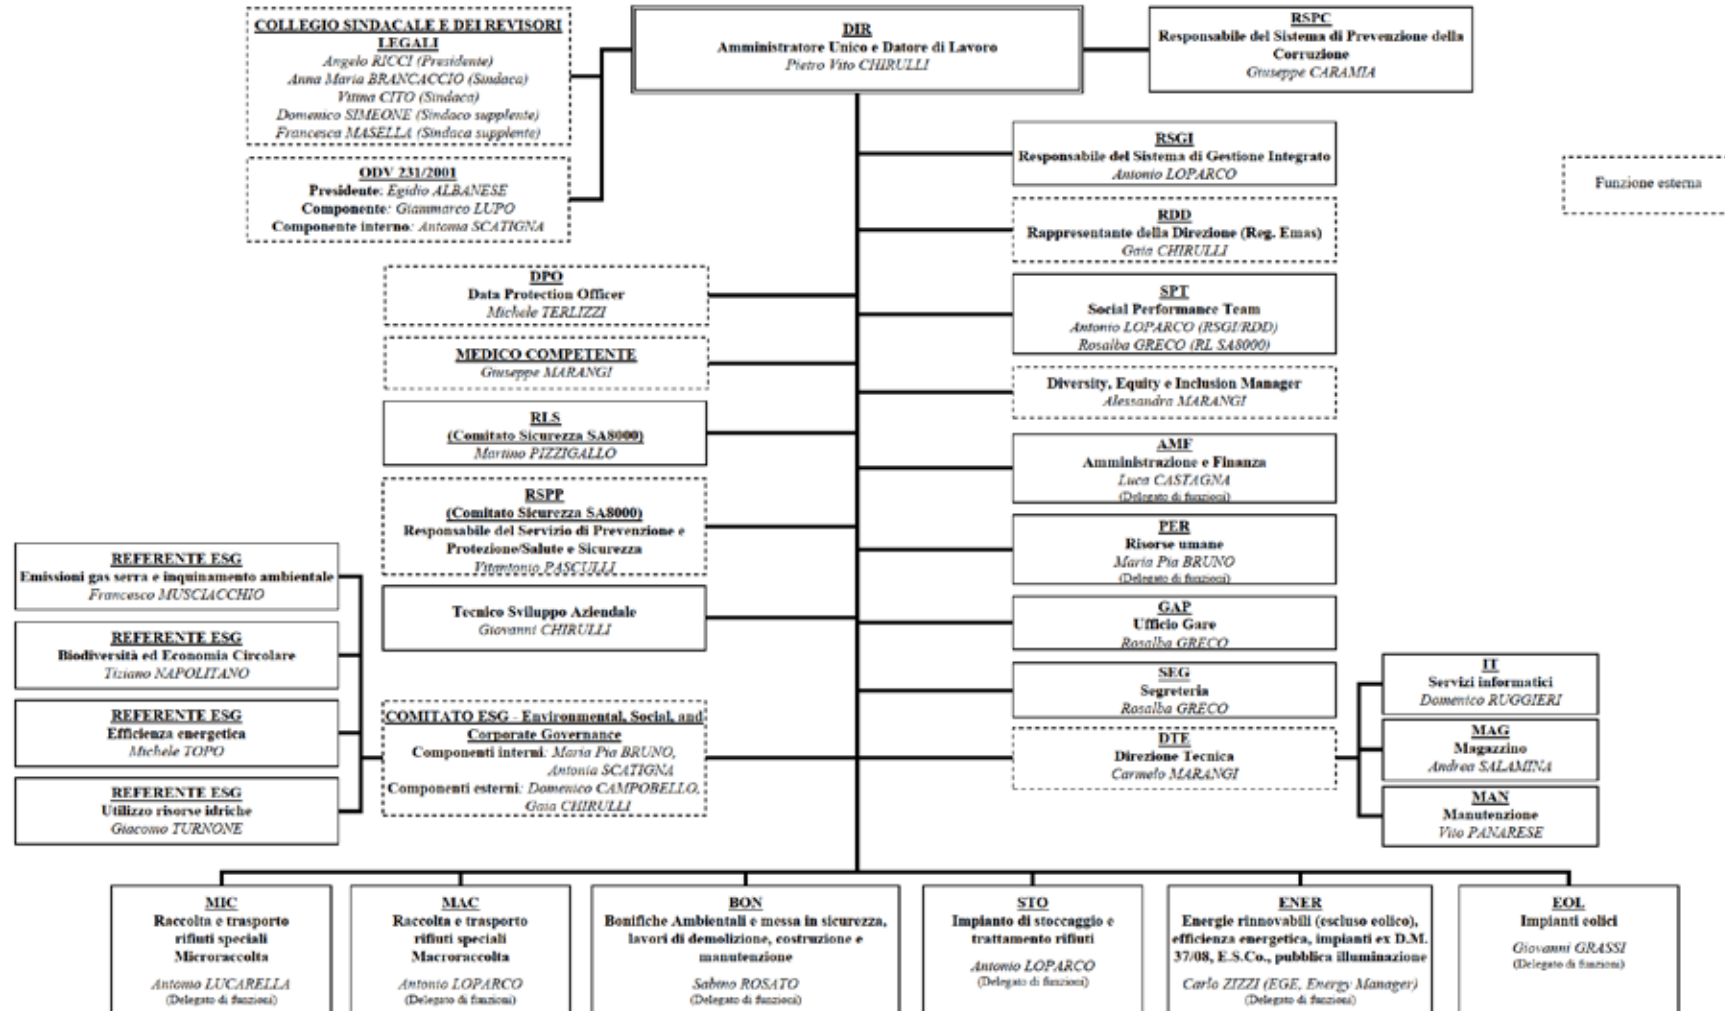 COLLEGIO SINDACALE E DEI REVISORI
LEGALI
Angelo RICCI (Presidente)
Anna Maria BRANCACCIO (Sindaca)
Vitina CITO (Sindaca)
Domenico SIMEONE (Sindaco supplente)
Francesca MASELLA (Sindaca supplente)
DIR
Amministratore Unico e Datore di Lavoro
Pietro Vito CHIRULLI
RSPC
Responsabile del Sistema di Prevenzione della
Corruzione
Giuseppe CARAMIA
ODV 231/2001
Presidente: Egidio ALBANESE
Componente: Gianmarco LUPO
Componente interno: Antonia SCATIGNA
RSGI
Responsabile del Sistema di Gestione Integrato
Antonio LOPARCO
Funzione esterna
RDD
Rappresentante della Direzione (Reg. Emas)
Gaia CHIRULLI
DPO
Data Protection Officer
Michele TERLIZZI
SPT
Social Performance Team
Antonio LOPARCO (RSGI/RDD)
Rosalba GRECO (RL SA8000)
MEDICO COMPETENTE
Giuseppe MARANGI
Diversity, Equity e Inclusion Manager
Alessandra MARANGI
RLS
(Comitato Sicurezza SA8000)
Martino PIZZIGALLO
AMF
Amministrazione e Finanza
Luca CASTAGNA
(Delegato di funzioni)
RSPP
(Comitato Sicurezza SA8000)
Responsabile del Servizio di Prevenzione e
Protezione/Salute e Sicurezza
Vitantonio PASCULLI
PER
Risorse umane
Maria Pia BRUNO
(Delegato di funzioni)
Tecnico Sviluppo Aziendale
Giovanni CHIRULLI
GAP
Ufficio Gare
Rosalba GRECO
REFERENTE ESG
Emissioni gas serra e inquinamento ambientale
Francesco MUSCIACCHIO
REFERENTE ESG
Biodiversità ed Economia Circolare
Tiziano NAPOLITANO
REFERENTE ESG
Efficienza energetica
Michele TOPO
REFERENTE ESG
Utilizzo risorse idriche
Giacomo TURNONE
COMITATO ESG - Environmental, Social, and
Corporate Governance
Componenti interni: Maria Pia BRUNO,
Antonia SCATIGNA
Componenti esterni: Domenico CAMPOBELLO,
Gaia CHIRULLI
SEG
Segreteria
Rosalba GRECO
DTE
Direzione Tecnica
Carmelo MARANGI
IT
Servizi informatici
Domenico RUGGIERI
MAG
Magazzino
Andrea SALAMINA
MAN
Manutenzione
Vito PANARESE
MIC
Raccolta e trasporto
rifiuti speciali
Microraccolta
Antonio LUCARELLA
(Delegato di funzioni)
MAC
Raccolta e trasporto
rifiuti speciali
Macroraccolta
Antonio LOPARCO
(Delegato di funzioni)
BON
Bonifiche Ambientali e messa in sicurezza,
lavori di demolizione, costruzione e
manutenzione
Sabino ROSATO
(Delegato di funzioni)
STO
Impianto di stoccaggio e
trattamento rifiuti
Antonio LOPARCO
(Delegato di funzioni)
ENER
Energie rinnovabili (escluso eolico),
efficienza energetica, impianti ex D.M.
37/08, E.S.Co., pubblica illuminazione
Carlo ZIZZI (EGE, Energy Manager)
(Delegato di funzioni)
EOL
Impianti eolici
Giovanni GRASSI
(Delegato di funzioni)